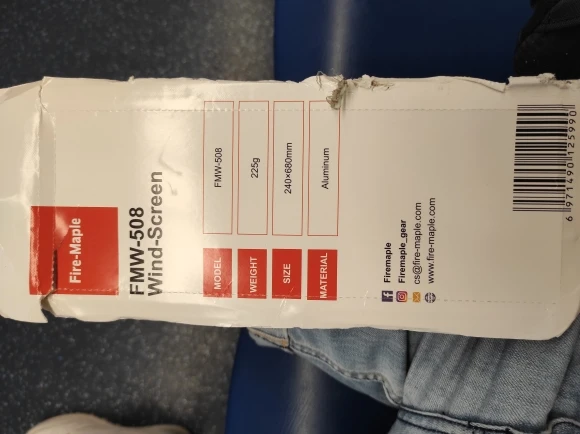 Fire-Maple
FMW-508
Wind-Screen
MODEL FMW-508
WEIGHT 225g
SIZE 240×680mm
MATERIAL Aluminum
Firemaple
Firemaple_gear
cs@fire-maple.com
www.fire-maple.com
6 971490 125990